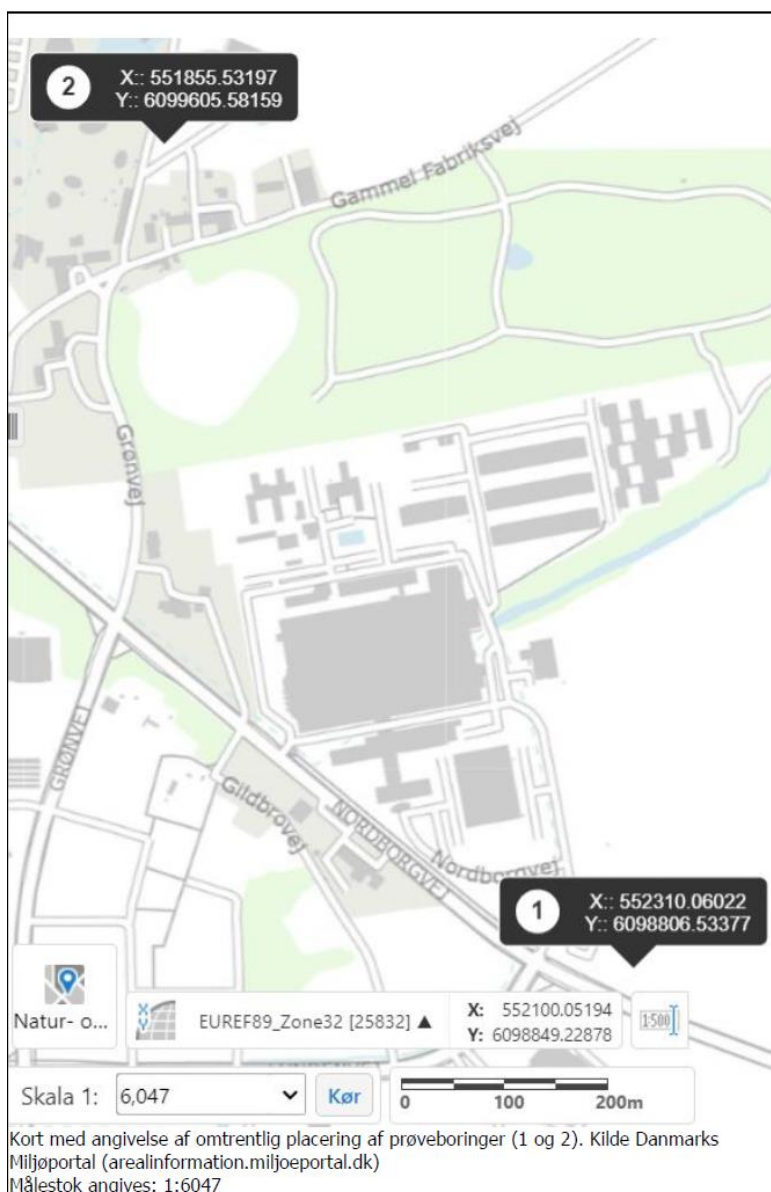 2
X:: 551855.53197
Y:: 6099605.58159
Gammel Fabriksvej
Grønvej
GRØNVEJ
Gildbrovej
NORDBORGVEJ
Nordborgvej
1
X:: 552310.06022
Y:: 6098806.53377
Natur- o...
X
Y
EUREF89_Zone32 [25832] ▲
X: 552100.05194
Y: 6098849.22878
1:500
Skala 1:
6,047
Kør
0 100 200m
Kort med angivelse af omtrentlig placering af prøveboringer (1 og 2). Kilde Danmarks
Miljøportal (arealinformation.miljoeportal.dk)
Målestok angives: 1:6047